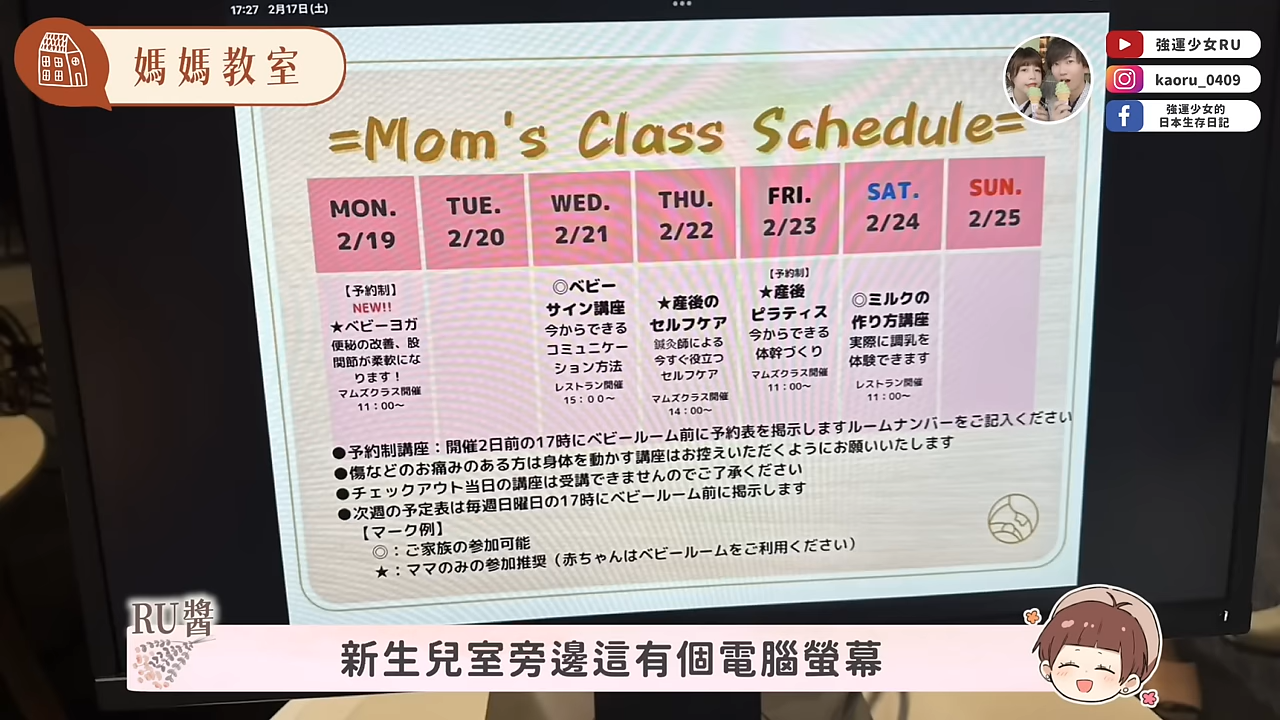 17:27 2月17日(土)
媽媽教室
強運少女RU
kaoru_0409
強運少女的
日本生存日記
=Mom's Class Schedule=
MON.
2/19
TUE.
2/20
WED.
2/21
THU.
2/22
FRI.
2/23
SAT.
2/24
SUN.
2/25
【予約制】
NEW!!
★ベビーヨガ
便秘の改善、股
関節が柔軟にな
ります！
マムズクラス開催
11：00〜
◎ベビー
サイン講座
今からできる
コミュニケー
ション方法
レストラン開催
15：００〜
★産後の
セルフケア
鍼灸師による
今すぐ役立つ
セルフケア
マムズクラス開催
14：00〜
【予約制】
★産後
ピラティス
今からできる
体幹づくり
マムズクラス開催
11：00〜
◎ミルクの
作り方講座
実際に調乳を
体験できます
レストラン開催
11：00〜
●予約制講座：開催2日前の17時にベビールーム前に予約表を掲示しますルームナンバーをご記入ください
●傷などのお痛みのある方は身体を動かす講座はお控えいただくようにお願いいたします
●チェックアウト当日の講座は受講できませんのでご了承ください
●次週の予定表は毎週日曜日の17時にベビールーム前に掲示します
【マーク例】
◎：ご家族の参加可能
★：ママのみの参加推奨（赤ちゃんはベビールームをご利用ください）
RU醬
新生兒室旁邊這有個電腦螢幕